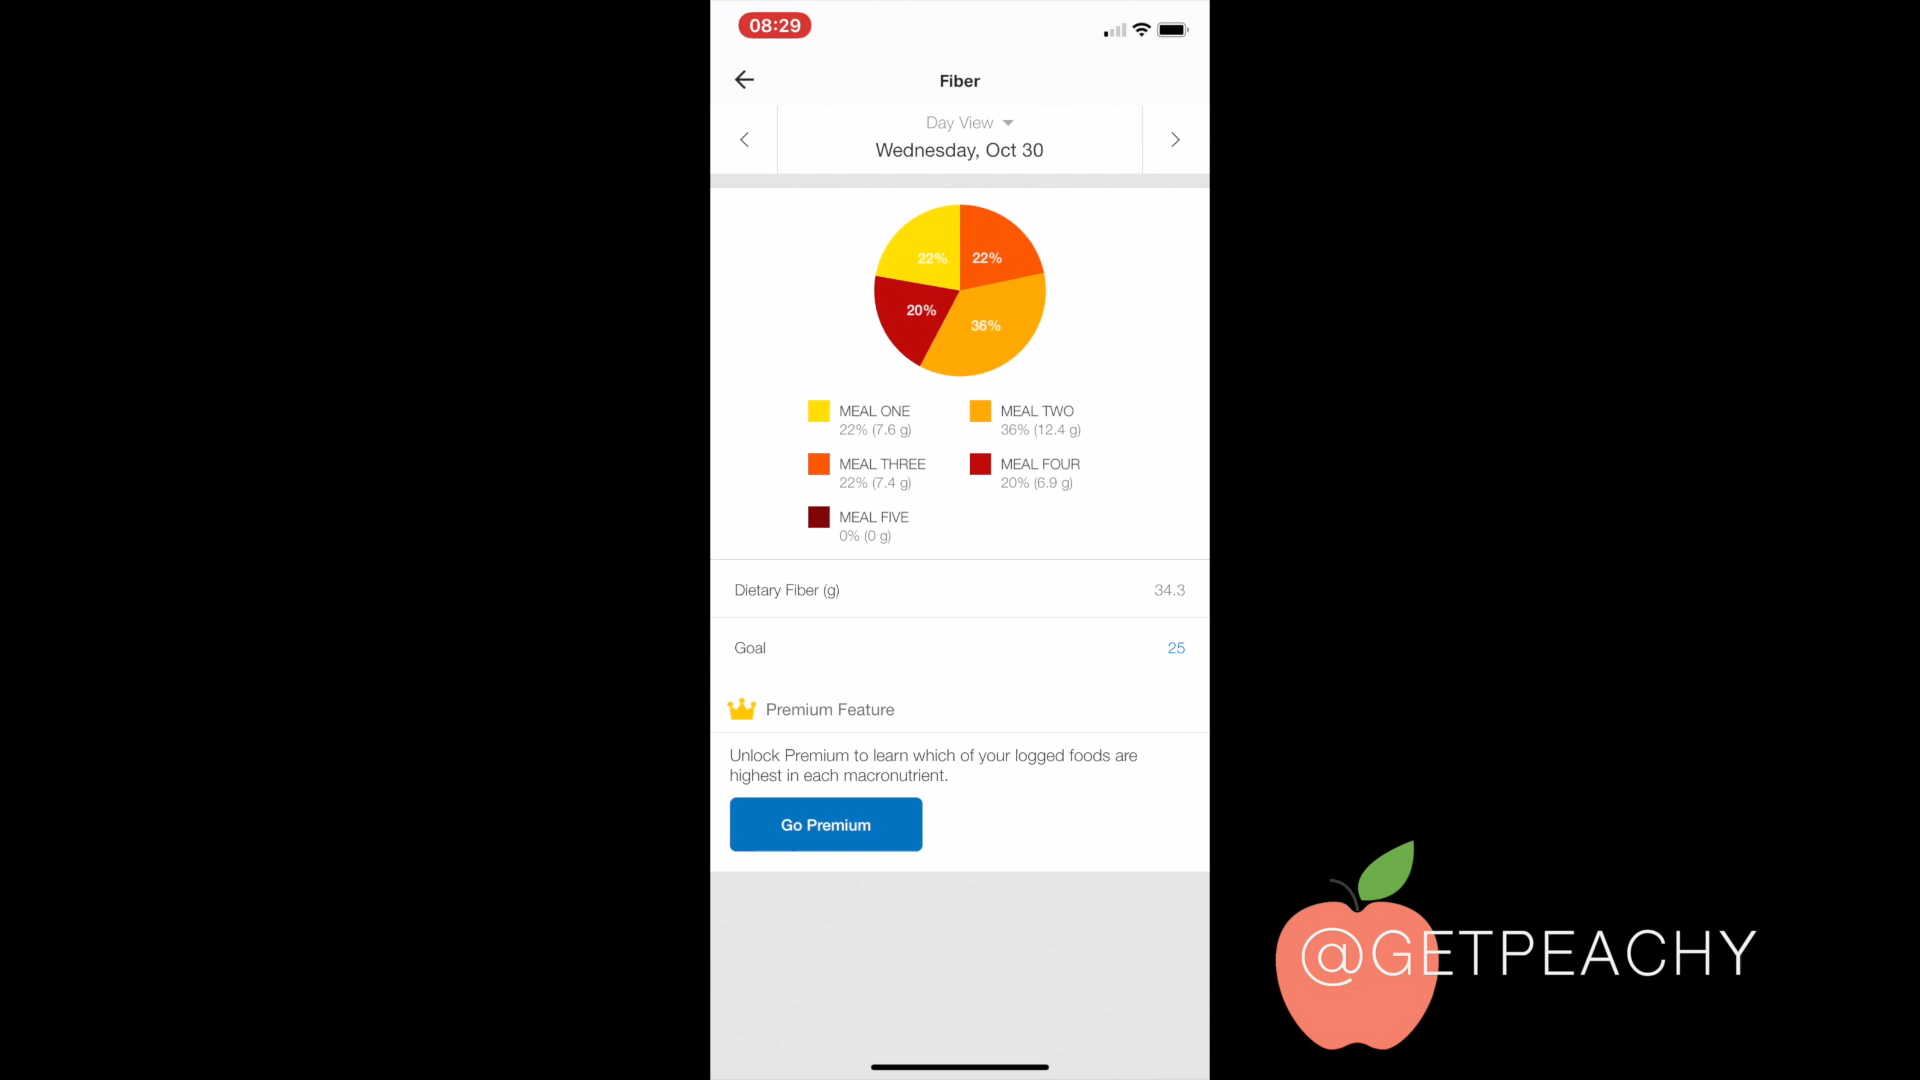 08:29
Fiber
Day View
Wednesday, Oct 30
22%
22%
20%
36%
MEAL ONE
22% (7.6 g)
MEAL TWO
36% (12.4 g)
MEAL THREE
22% (7.4 g)
MEAL FOUR
20% (6.9 g)
MEAL FIVE
0% (0 g)
Dietary Fiber (g) 34.3
Goal 25
Premium Feature
Unlock Premium to learn which of your logged foods are
highest in each macronutrient.
Go Premium
@GETPEACHY